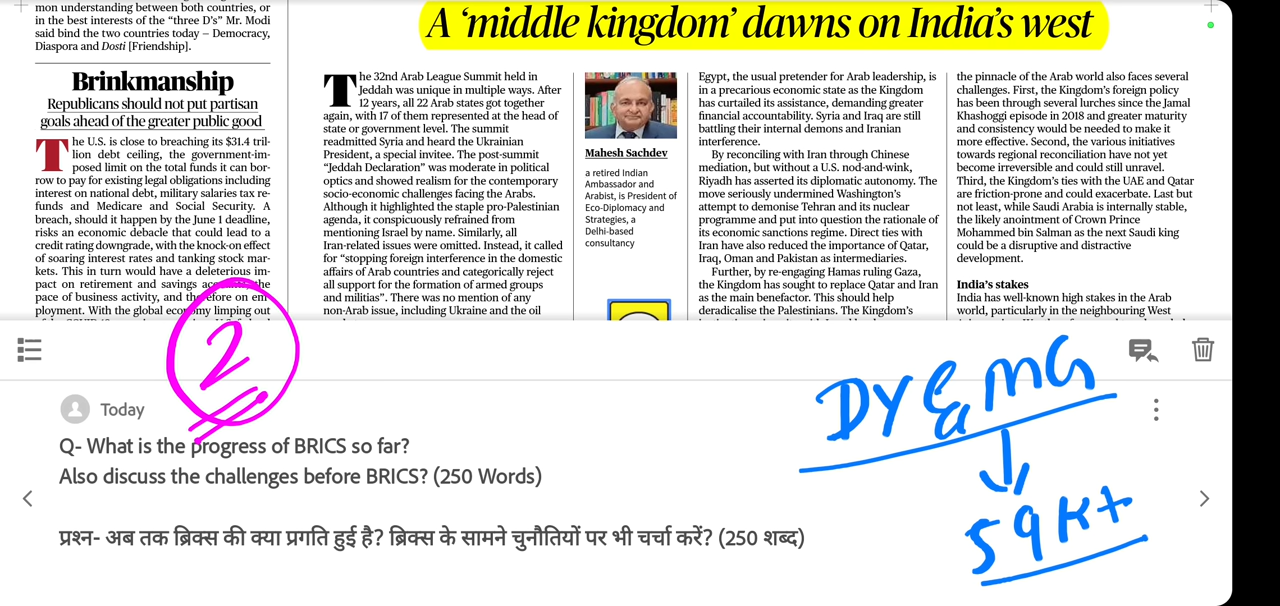 mon understanding between both countries, or
in the best interests of the “three D’s” Mr. Modi
said bind the two countries today – Democracy,
Diaspora and Dosti [Friendship].
Brinkmanship
Republicans should not put partisan
goals ahead of the greater public good
The U.S. is close to breaching its $31.4 tril-
lion debt ceiling, the government-im-
posed limit on the total funds it can bor-
row to pay for existing legal obligations including
interest on national debt, military salaries tax re-
funds and Medicare and Social Security. A
breach, should it happen by the June 1 deadline,
risks an economic debacle that could lead to a
credit rating downgrade, with the knock-on effect
of soaring interest rates and tanking stock mar-
kets. This in turn would have a deleterious im-
pact on retirement and savings the
pace of business activity, and therefore on em-
ployment. With the global economy limping out
A ‘middle kingdom’ dawns on India’s west
The 32nd Arab League Summit held in
Jeddah was unique in multiple ways. After
12 years, all 22 Arab states got together
again, with 17 of them represented at the head of
state or government level. The summit
readmitted Syria and heard the Ukrainian
President, a special invitee. The post-summit
“Jeddah Declaration” was moderate in political
optics and showed realism for the contemporary
socio-economic challenges facing the Arabs.
Although it highlighted the staple pro-Palestinian
agenda, it conspicuously refrained from
mentioning Israel by name. Similarly, all
Iran-related issues were omitted. Instead, it called
for “stopping foreign interference in the domestic
affairs of Arab countries and categorically reject
all support for the formation of armed groups
and militias”. There was no mention of any
non-Arab issue, including Ukraine and the oil
Mahesh Sachdev
a retired Indian
Ambassador and
Arabist, is President of
Eco-Diplomacy and
Strategies, a
Delhi-based
consultancy
Egypt, the usual pretender for Arab leadership, is
in a precarious economic state as the Kingdom
has curtailed its assistance, demanding greater
financial accountability. Syria and Iraq are still
battling their internal demons and Iranian
interference.
By reconciling with Iran through Chinese
mediation, but without a U.S. nod-and-wink,
Riyadh has asserted its diplomatic autonomy. The
move seriously undermined Washington’s
attempt to demonise Tehran and its nuclear
programme and put into question the rationale of
its economic sanctions regime. Direct ties with
Iran have also reduced the importance of Qatar,
Iraq, Oman and Pakistan as intermediaries.
Further, by re-engaging Hamas ruling Gaza,
the Kingdom has sought to replace Qatar and Iran
as the main benefactor. This should help
deradicalise the Palestinians. The Kingdom’s
the pinnacle of the Arab world also faces several
challenges. First, the Kingdom’s foreign policy
has been through several lurches since the Jamal
Khashoggi episode in 2018 and greater maturity
and consistency would be needed to make it
more effective. Second, the various initiatives
towards regional reconciliation have not yet
become irreversible and could still unravel.
Third, the Kingdom’s ties with the UAE and Qatar
are friction-prone and could exacerbate. Last but
not least, while Saudi Arabia is internally stable,
the likely anointment of Crown Prince
Mohammed bin Salman as the next Saudi king
could be a disruptive and distractive
development.
India’s stakes
India has well-known high stakes in the Arab
world, particularly in the neighbouring West
2
DY & MG
59K+
Today
Q- What is the progress of BRICS so far?
Also discuss the challenges before BRICS? (250 Words)
प्रश्न- अब तक ब्रिक्स की क्या प्रगति हुई है? ब्रिक्स के सामने चुनौतियों पर भी चर्चा करें? (250 शब्द)